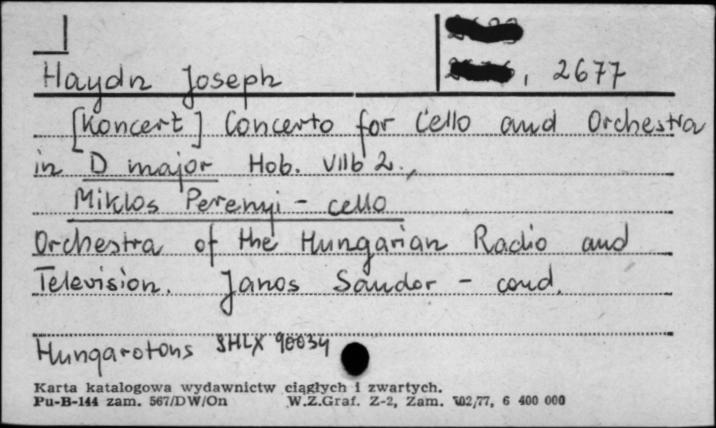 Haydn Joseph , 2677
[Koncert] Concerto for Cello and Orchestra
in D major Hob. VIIb 2.,
Miklos Perenyi - cello
Orchestra of the Hungarian Radio and
Television. Janos Sandor - cond.
Hungarotons SHLX 90034
Karta katalogowa wydawnictw ciągłych i zwartych.
Pu-B-144 zam. 567/DW/On W.Z.Graf. Z-2, Zam. 702/77, 6 400 000